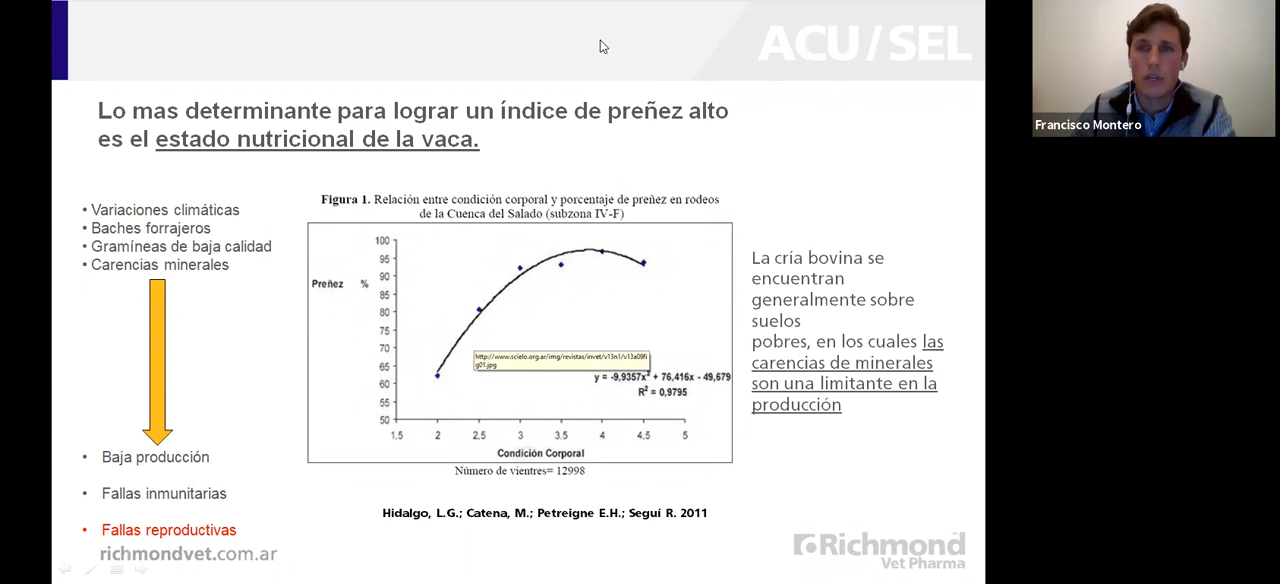 ACU/SEL
Lo mas determinante para lograr un índice de preñez alto
es el estado nutricional de la vaca.
• Variaciones climáticas
• Baches forrajeros
• Gramíneas de baja calidad
• Carencias minerales
• Baja producción
• Fallas inmunitarias
• Fallas reproductivas
richmondvet.com.ar
Figura 1. Relación entre condición corporal y porcentaje de preñez en rodeos
de la Cuenca del Salado (subzona IV-F)
Preñez %
100
95
90
85
80
75
70
65
60
55
50
http://www.scielo.org.ar/img/revistas/invet/v13n1/v13a09fi
g01.jpg
y = -9,9357x² + 76,416x - 49,679
R² = 0,9795
1,5 2 2,5 3 3,5 4 4,5 5
Condición Corporal
Número de vientres= 12998
Hidalgo, L.G.; Catena, M.; Petreigne E.H.; Seguí R. 2011
La cría bovina se
encuentran
generalmente sobre
suelos
pobres, en los cuales las
carencias de minerales
son una limitante en la
producción
Richmond
Vet Pharma
Francisco Montero